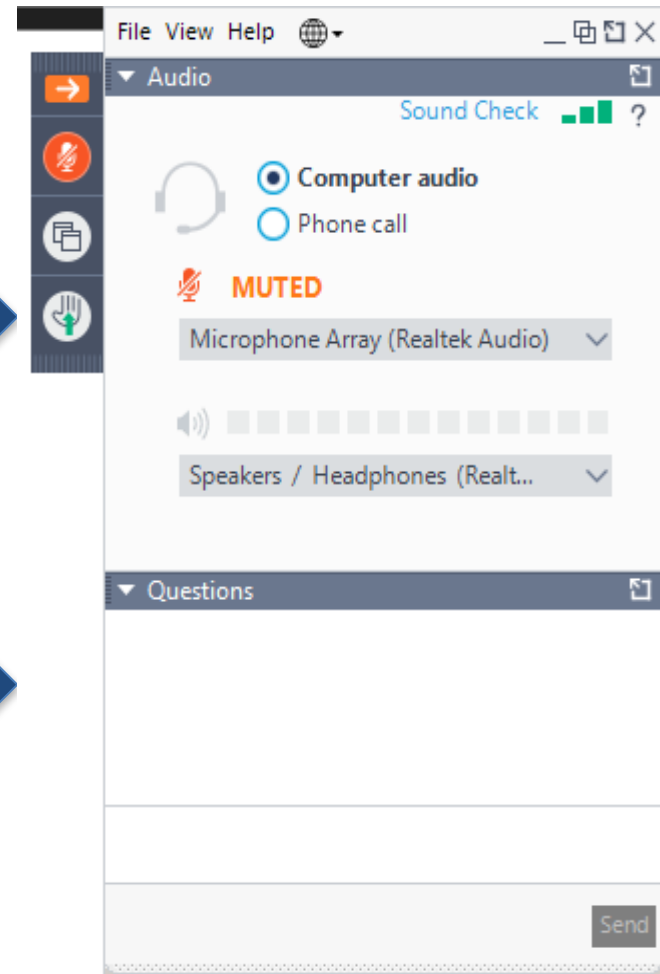 File View Help
Audio
Sound Check ?
Computer audio
Phone call
MUTED
Microphone Array (Realtek Audio)
Speakers / Headphones (Realt...
Questions
Send